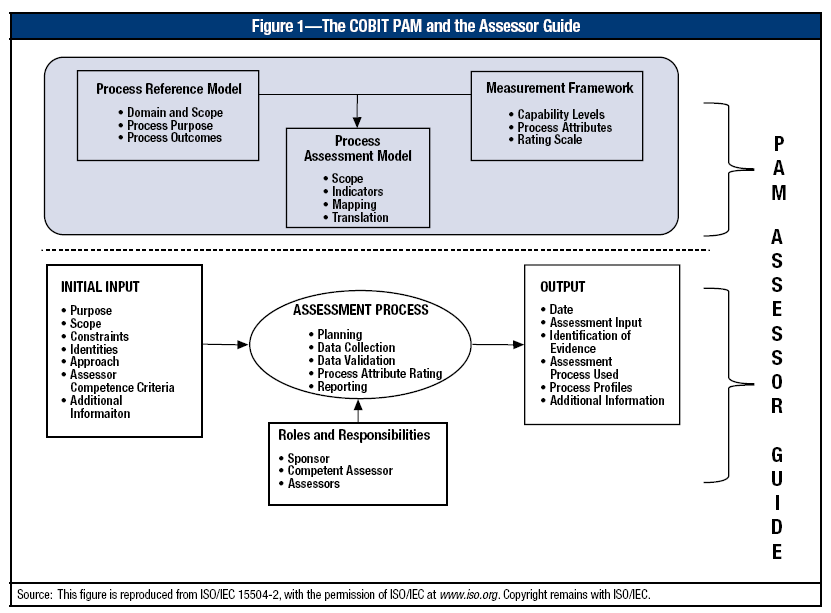 Figure 1—The COBIT PAM and the Assessor Guide
Process Reference Model
• Domain and Scope
• Process Purpose
• Process Outcomes
Measurement Framework
• Capability Levels
• Process Attributes
• Rating Scale
Process
Assessment Model
• Scope
• Indicators
• Mapping
• Translation
PAM
ASSESSOR
GUIDE
INITIAL INPUT
• Purpose
• Scope
• Constraints
• Identities
• Approach
• Assessor
Competence Criteria
• Additional
Informaiton
ASSESSMENT PROCESS
• Planning
• Data Collection
• Data Validation
• Process Attribute Rating
• Reporting
OUTPUT
• Date
• Assessment Input
• Identification of
Evidence
• Assessment
Process Used
• Process Profiles
• Additional Information
Roles and Responsibilities
• Sponsor
• Competent Assessor
• Assessors
Source: This figure is reproduced from ISO/IEC 15504-2, with the permission of ISO/IEC at www.iso.org. Copyright remains with ISO/IEC.